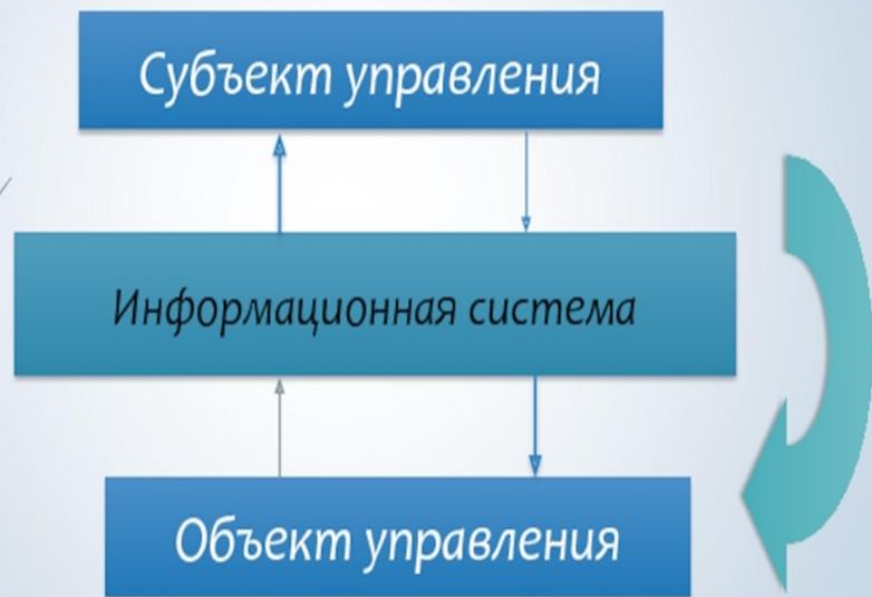 Субъект управления
Информационная система
Объект управления